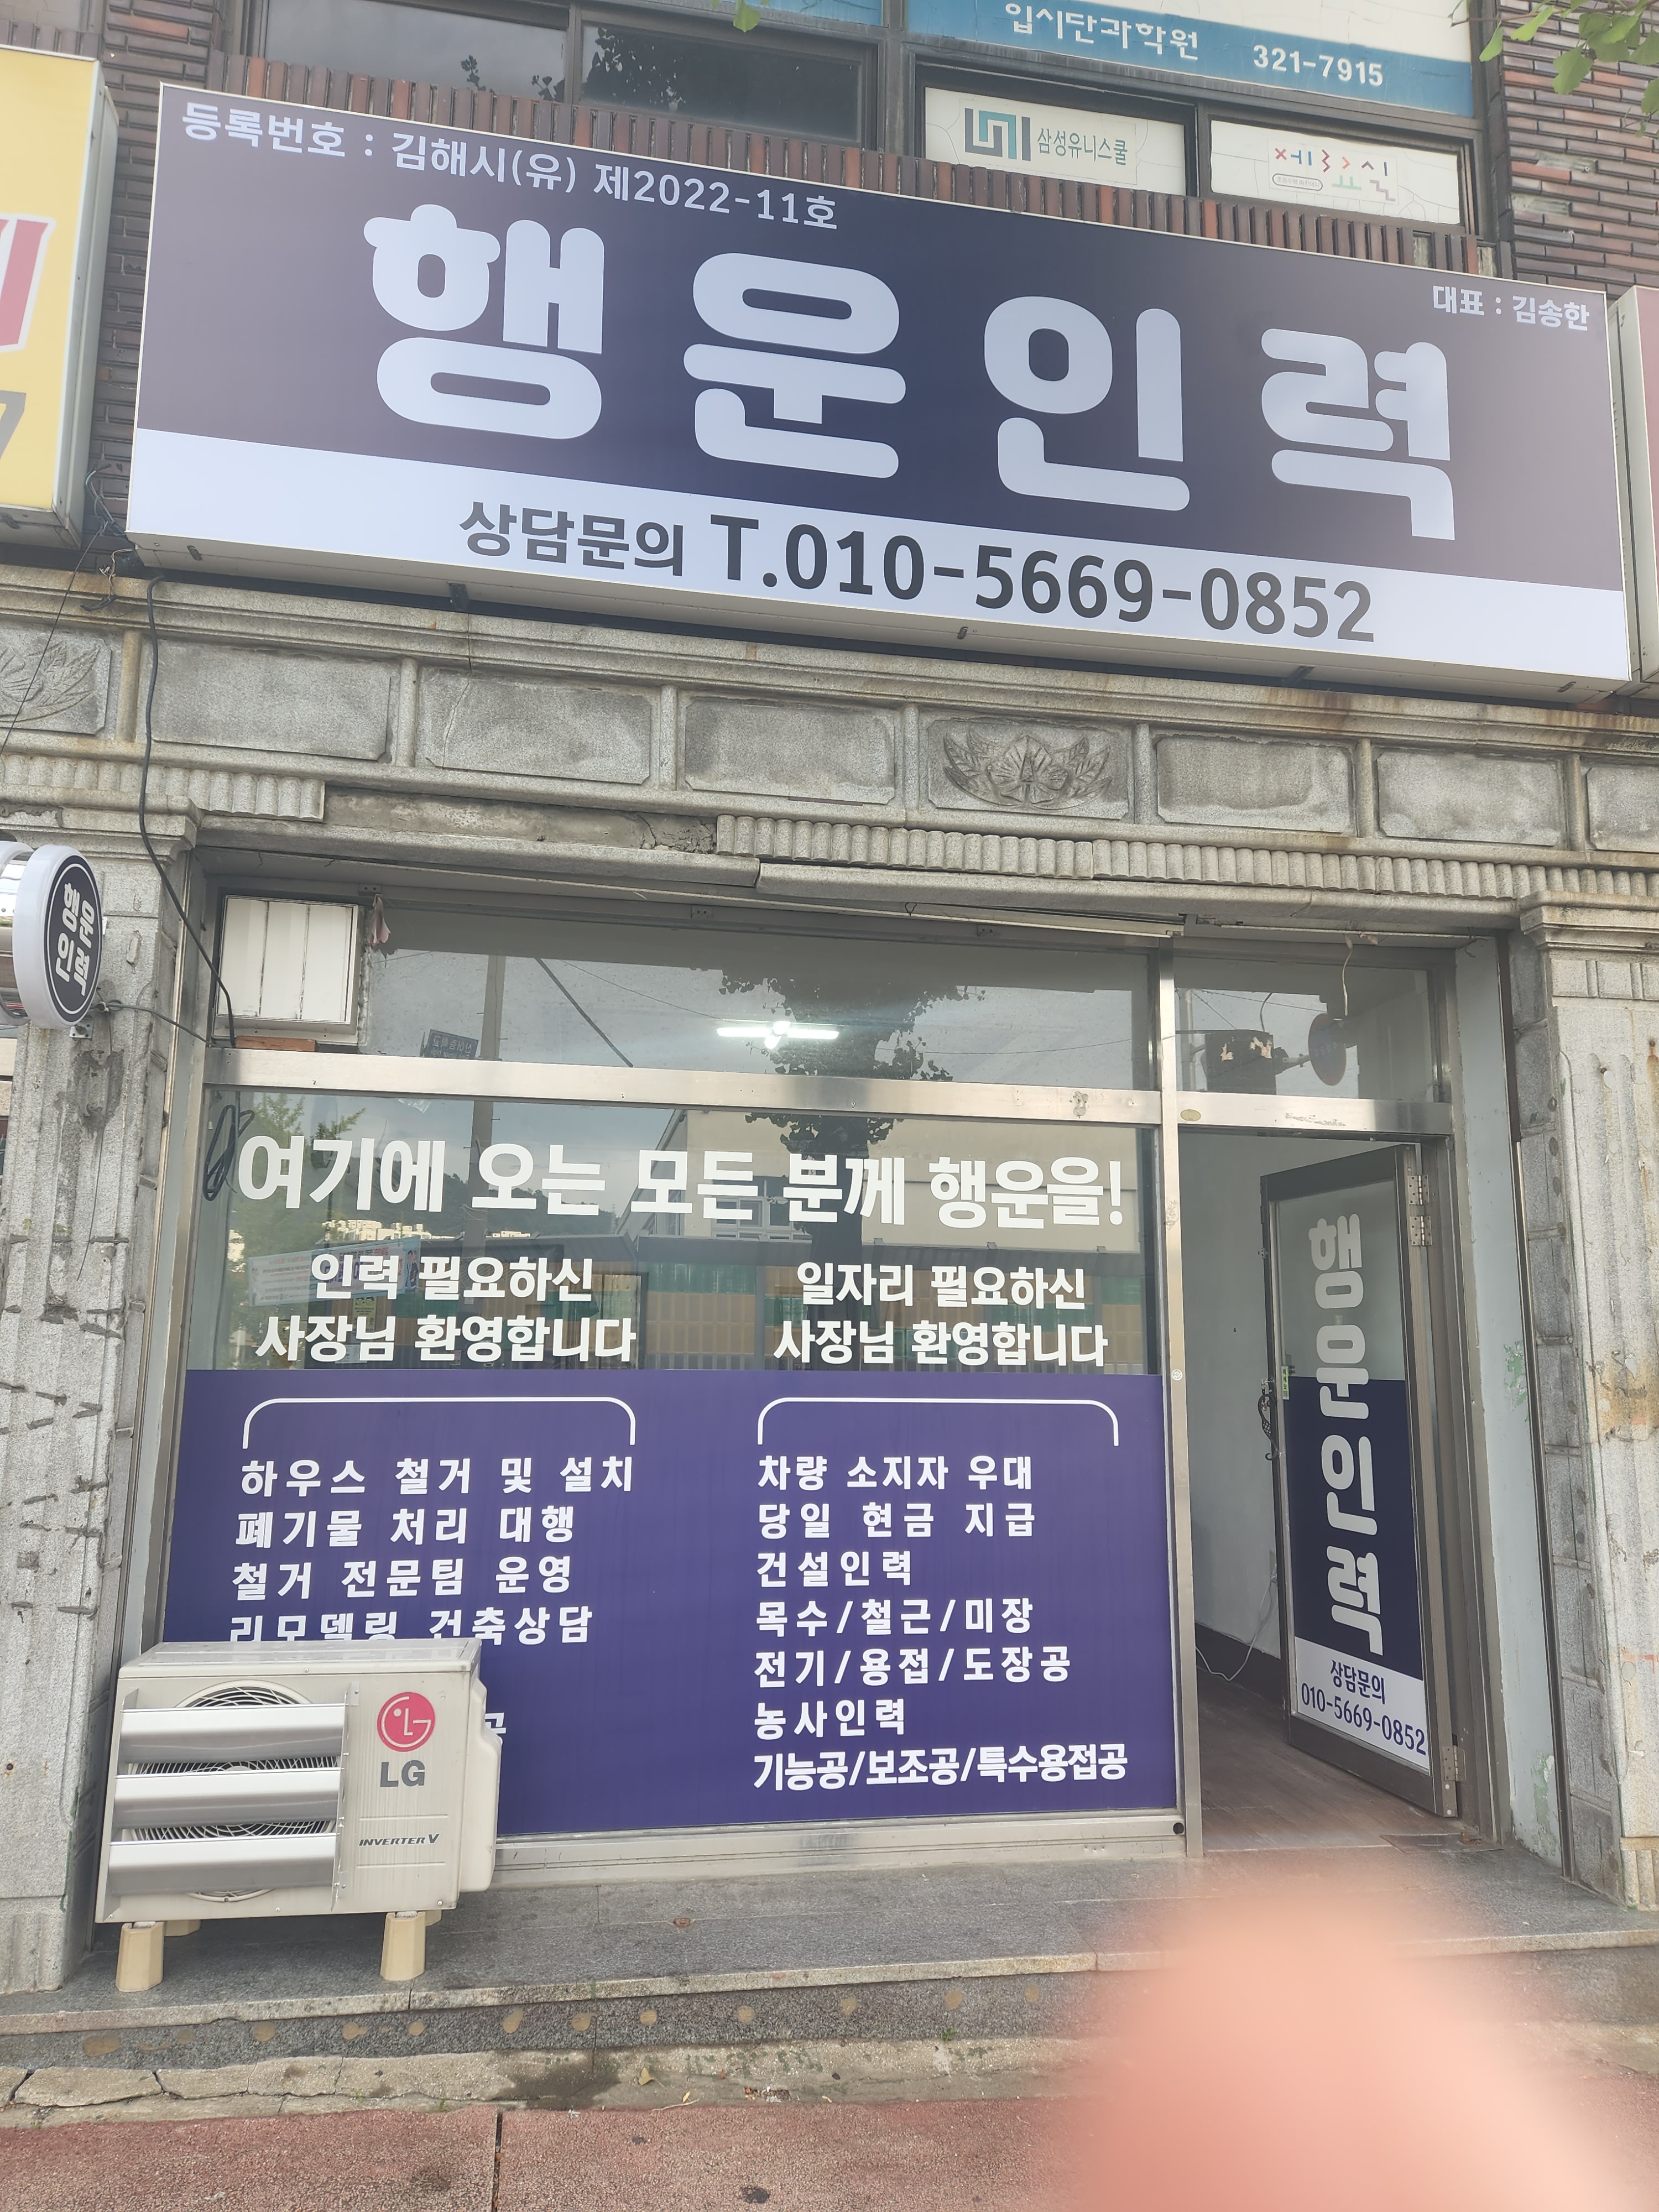 입시단과학원 321-7915
삼성유니스쿨
세르죠실
등록번호 : 김해시(유) 제2022-11호
대표 : 김송한
행운인력
상담문의 T.010-5669-0852
행운
인력
여기에 오는 모든 분께 행운을!
인력 필요하신
사장님 환영합니다
하우스 철거 및 설치
폐기물 처리 대행
철거 전문팀 운영
리모델링 건축상담
공
일자리 필요하신
사장님 환영합니다
차량 소지자 우대
당일 현금 지급
건설인력
목수/철근/미장
전기/용접/도장공
농사인력
기능공/보조공/특수용접공
행운인력
상담문의
010-5669-0852
LG
LG
INVERTER V
7